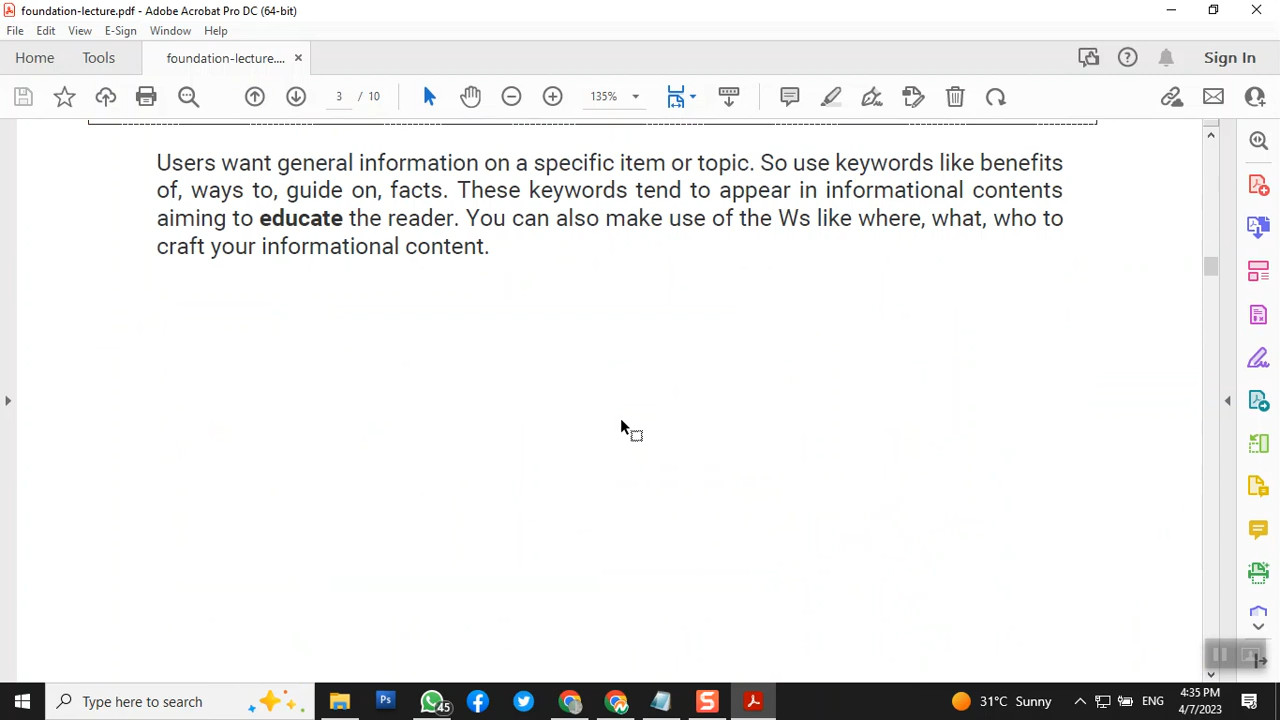 foundation-lecture.pdf - Adobe Acrobat Pro DC (64-bit)
File Edit View E-Sign Window Help
Home Tools foundation-lecture.... × Sign In
3 / 10 135%
Users want general information on a specific item or topic. So use keywords like benefits
of, ways to, guide on, facts. These keywords tend to appear in informational contents
aiming to educate the reader. You can also make use of the Ws like where, what, who to
craft your informational content.
Type here to search Ps 45 31°C Sunny ENG 4:35 PM
4/7/2023